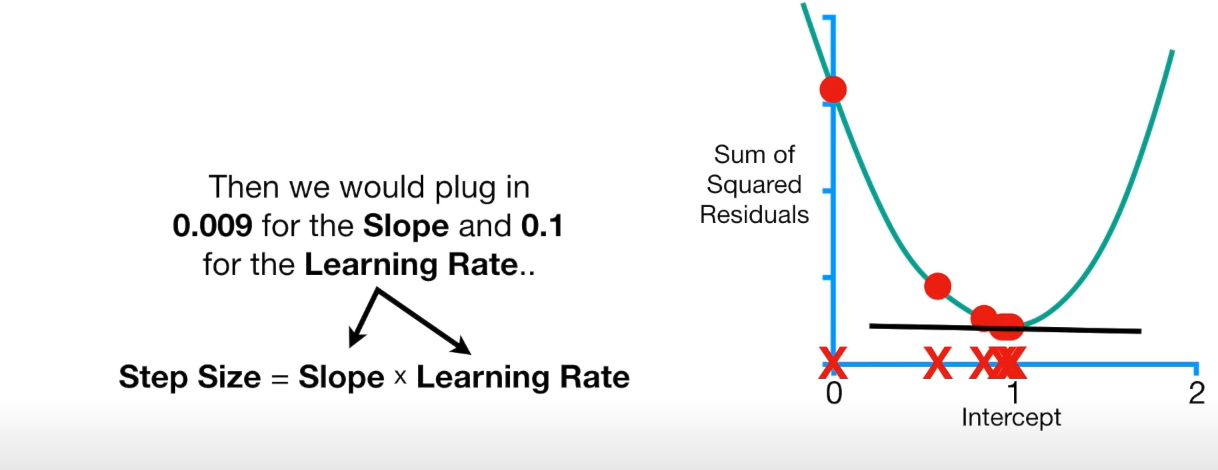 Then we would plug in
0.009 for the Slope and 0.1
for the Learning Rate..
Step Size = Slope x Learning Rate
Sum of
Squared
Residuals
0
1
2
Intercept